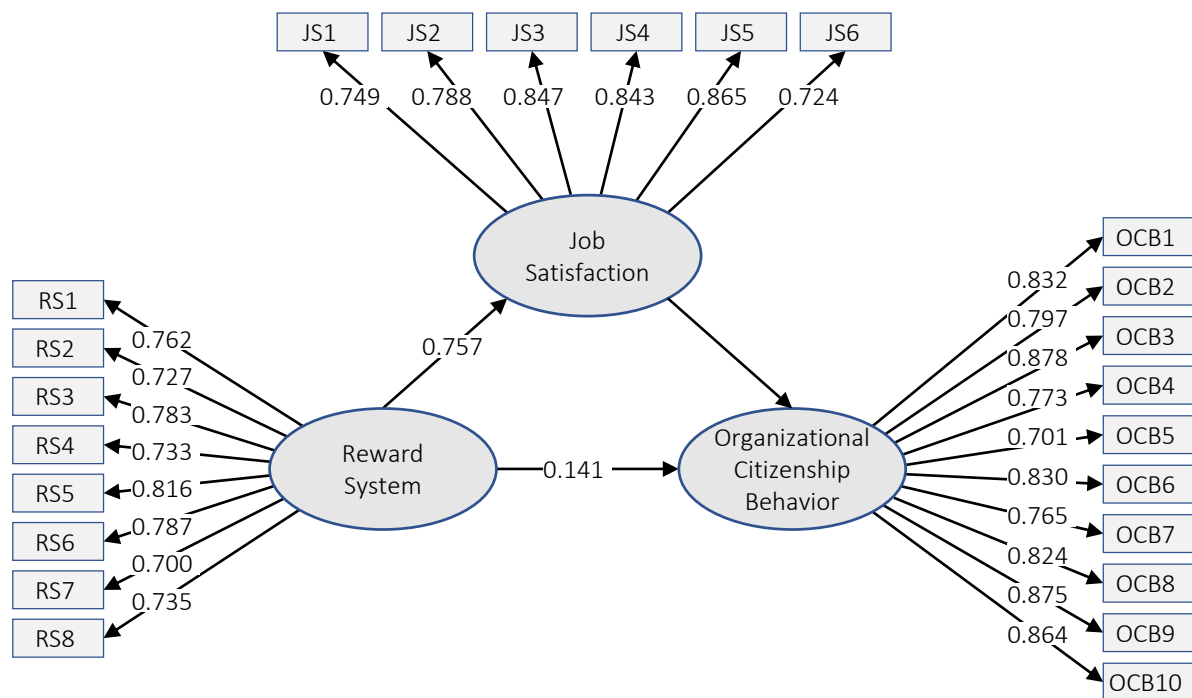 JS1 JS2 JS3 JS4 JS5 JS6
0.749 0.788 0.847 0.843 0.865 0.724
Job
Satisfaction
RS1
RS2
RS3
RS4
RS5
RS6
RS7
RS8
0.762
0.727
0.783
0.733
0.816
0.787
0.700
0.735
0.757
Reward
System
0.141
Organizational
Citizenship
Behavior
0.832
0.797
0.878
0.773
0.701
0.830
0.765
0.824
0.875
0.864
OCB1
OCB2
OCB3
OCB4
OCB5
OCB6
OCB7
OCB8
OCB9
OCB10